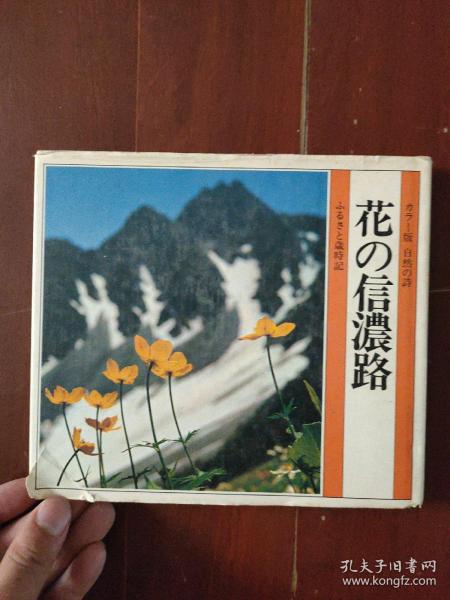 カラー版 自然の詩
花の信濃路
ふるさと歳時記
孔夫子旧书网
www.kongfz.com